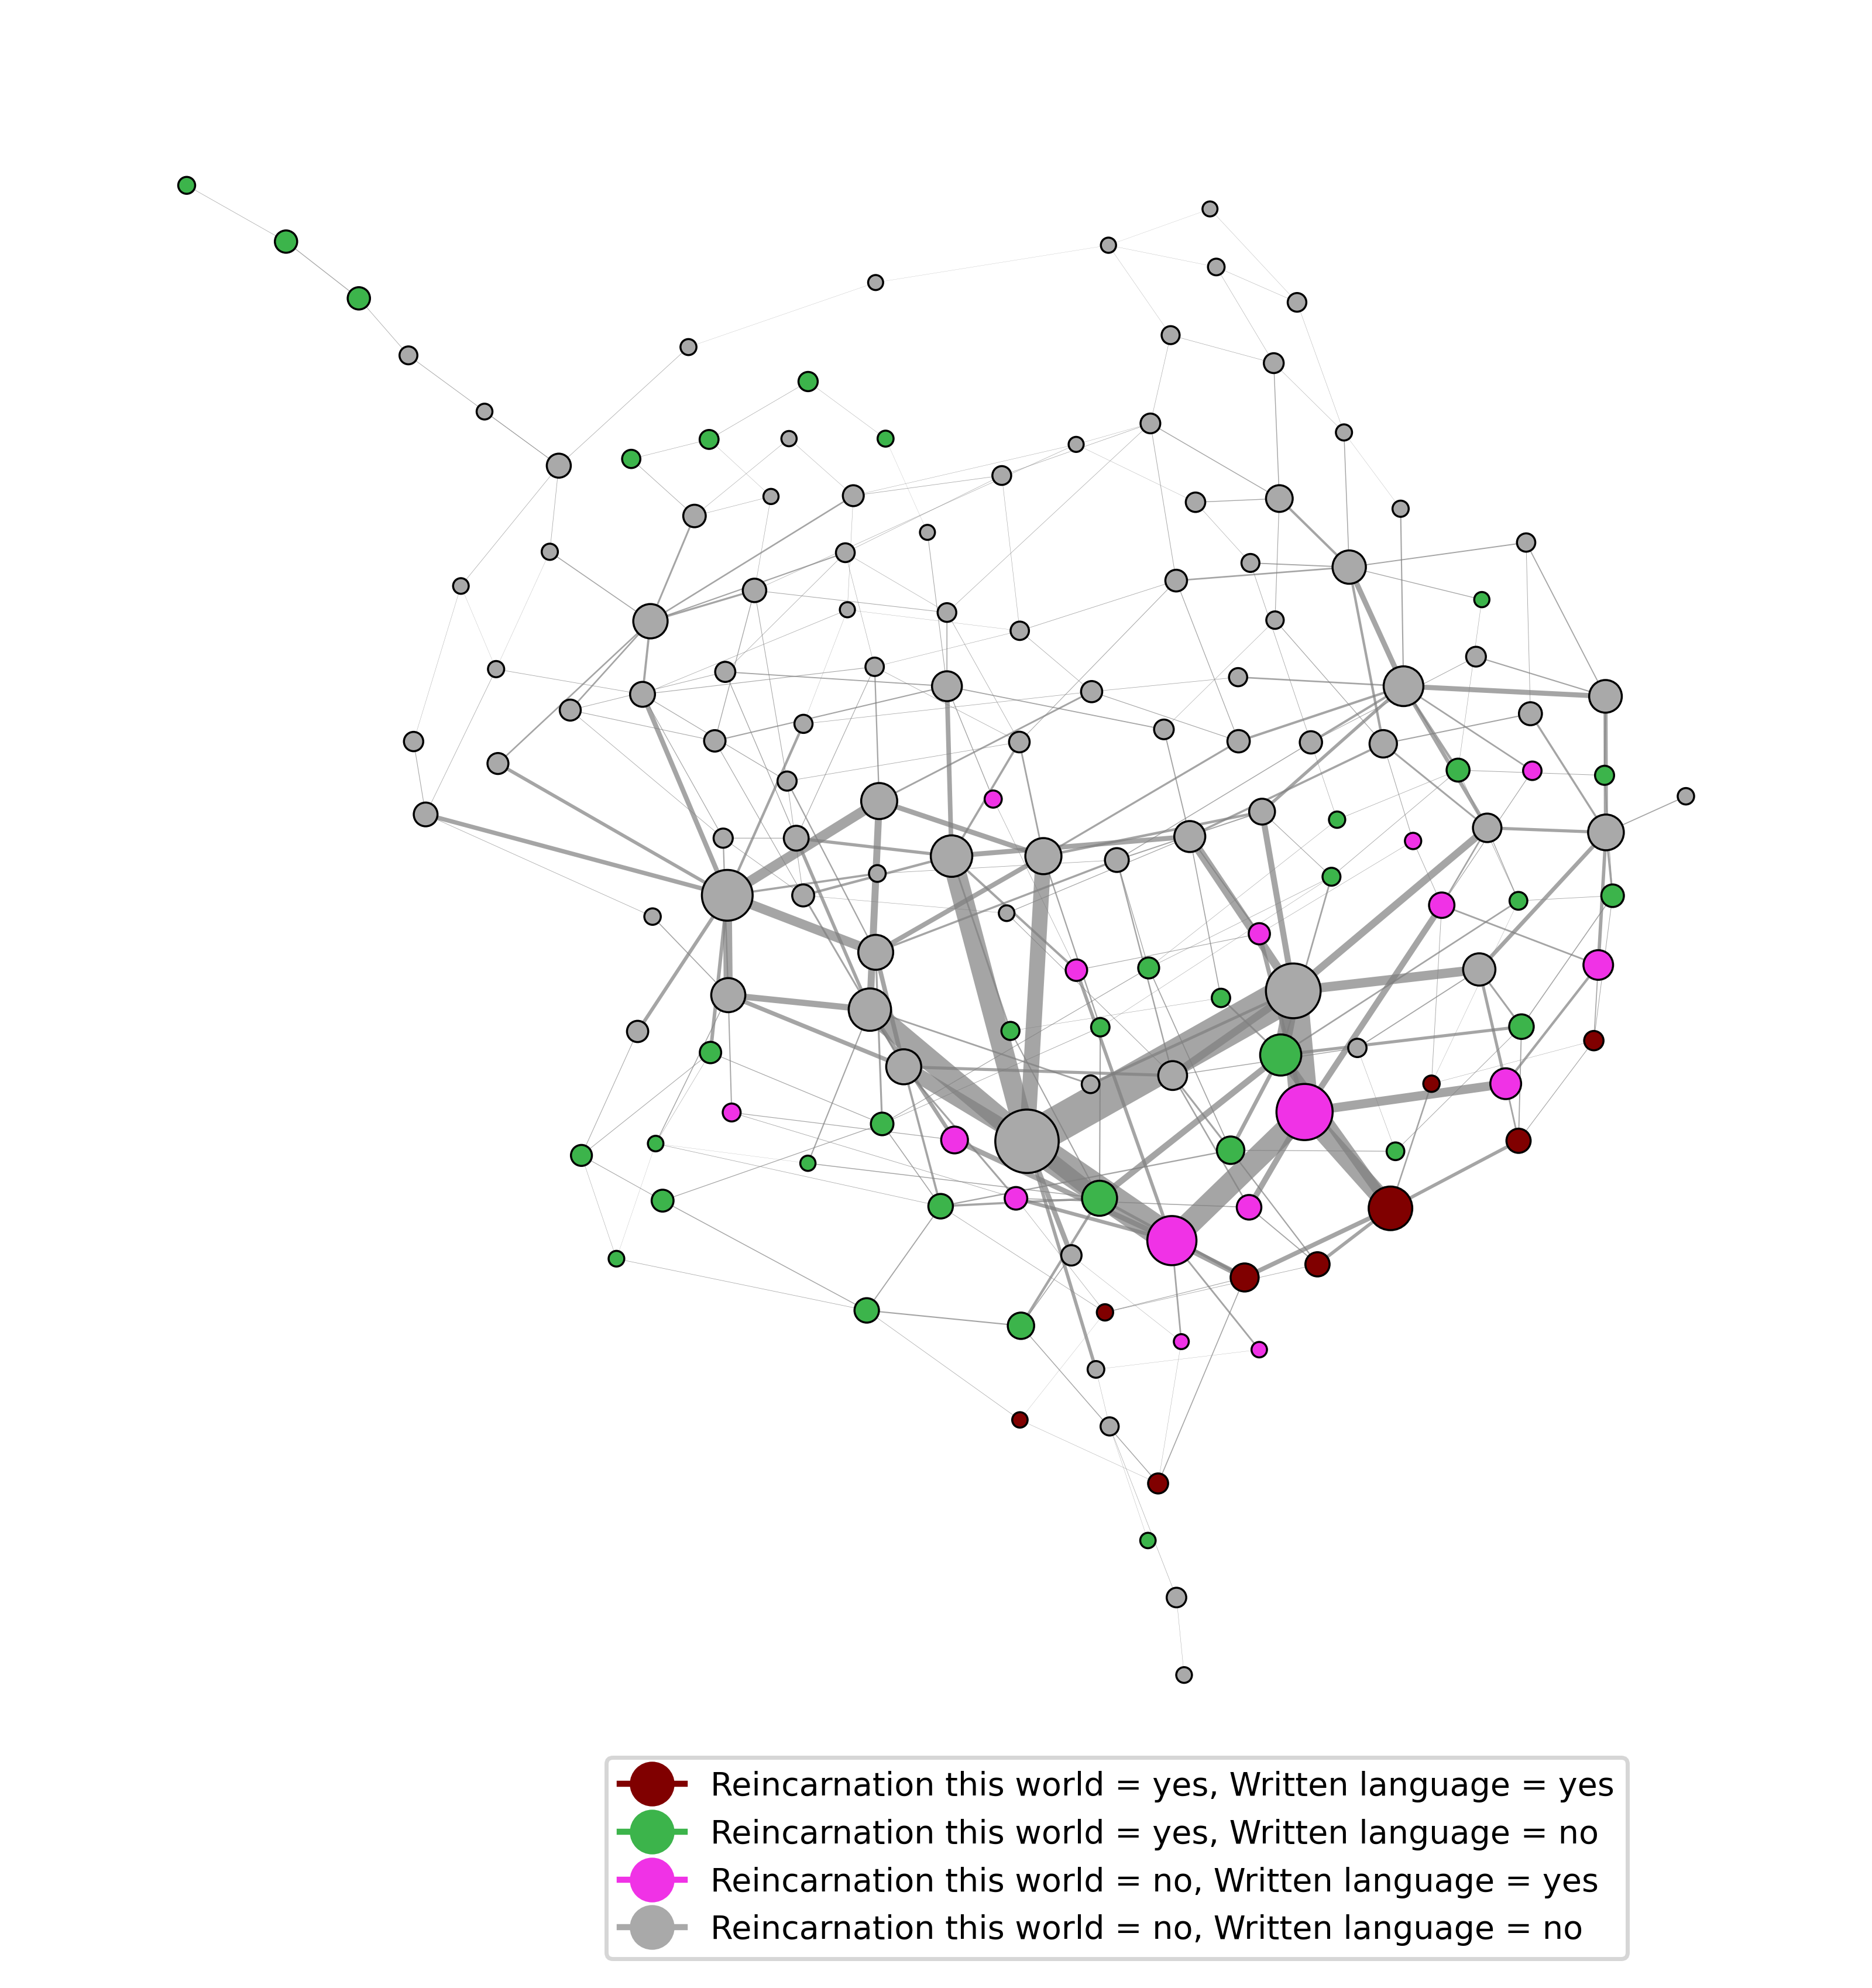 Reincarnation this world = yes, Written language = yes
Reincarnation this world = yes, Written language = no
Reincarnation this world = no, Written language = yes
Reincarnation this world = no, Written language = no